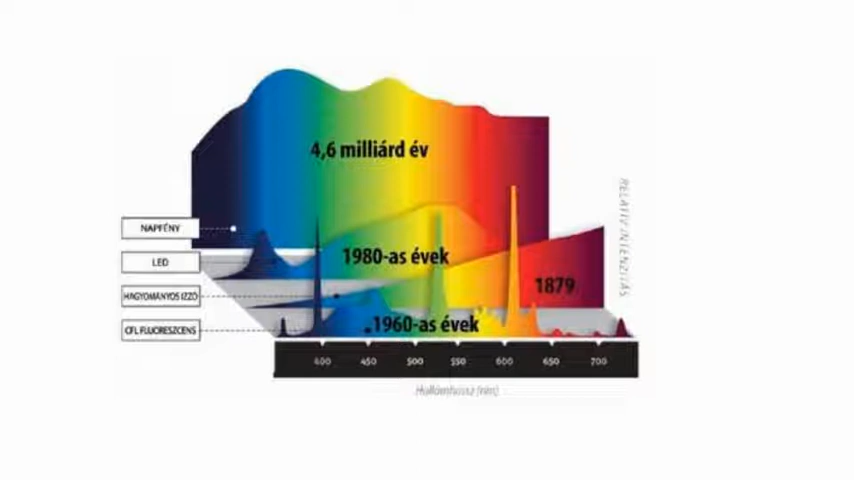 4,6 milliárd év
NAPFÉNY
LED
1980-as évek
HAGYOMÁNYOS IZZÓ
1879
CFL FLUORESZCENS
1960-as évek
RELATÍV INTENZITÁS
400 450 500 550 600 650 700
Hullámhossz (nm)